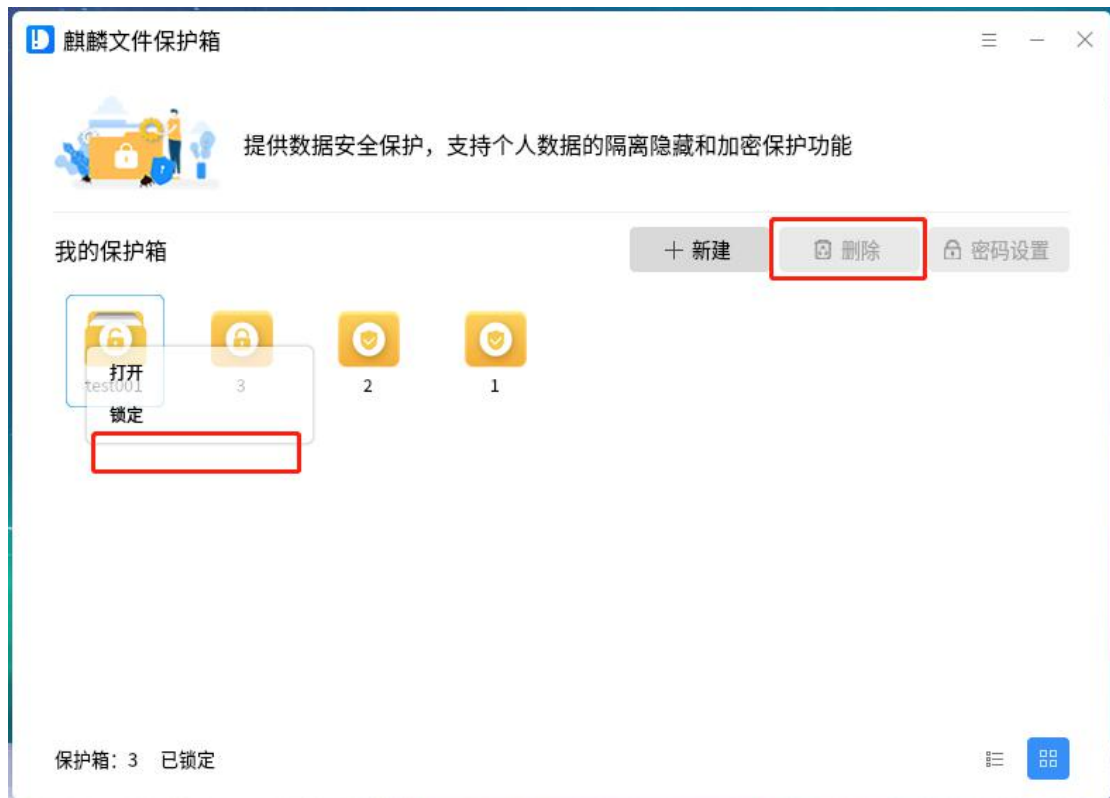 麒麟文件保护箱
提供数据安全保护，支持个人数据的隔离隐藏和加密保护功能
我的保护箱
新建
删除
密码设置
test001
3
2
1
打开
锁定
保护箱：3 已锁定